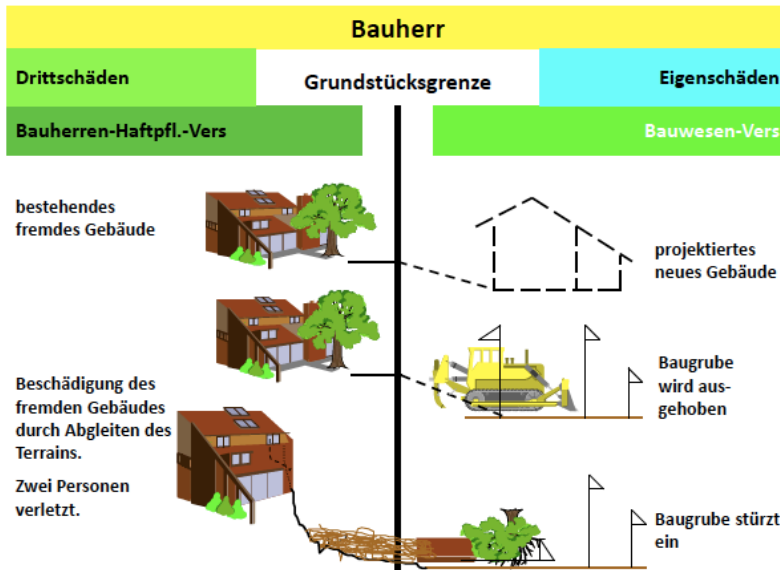 Bauherr
Drittschäden
Grundstücksgrenze
Eigenschäden
Bauherren-Haftpfl.-Vers
Bauwesen-Vers
bestehendes
fremdes Gebäude
projektiertes
neues Gebäude
Baugrube
wird aus-
gehoben
Beschädigung des
fremden Gebäudes
durch Abgleiten des
Terrains.
Zwei Personen
verletzt.
Baugrube stürzt
ein